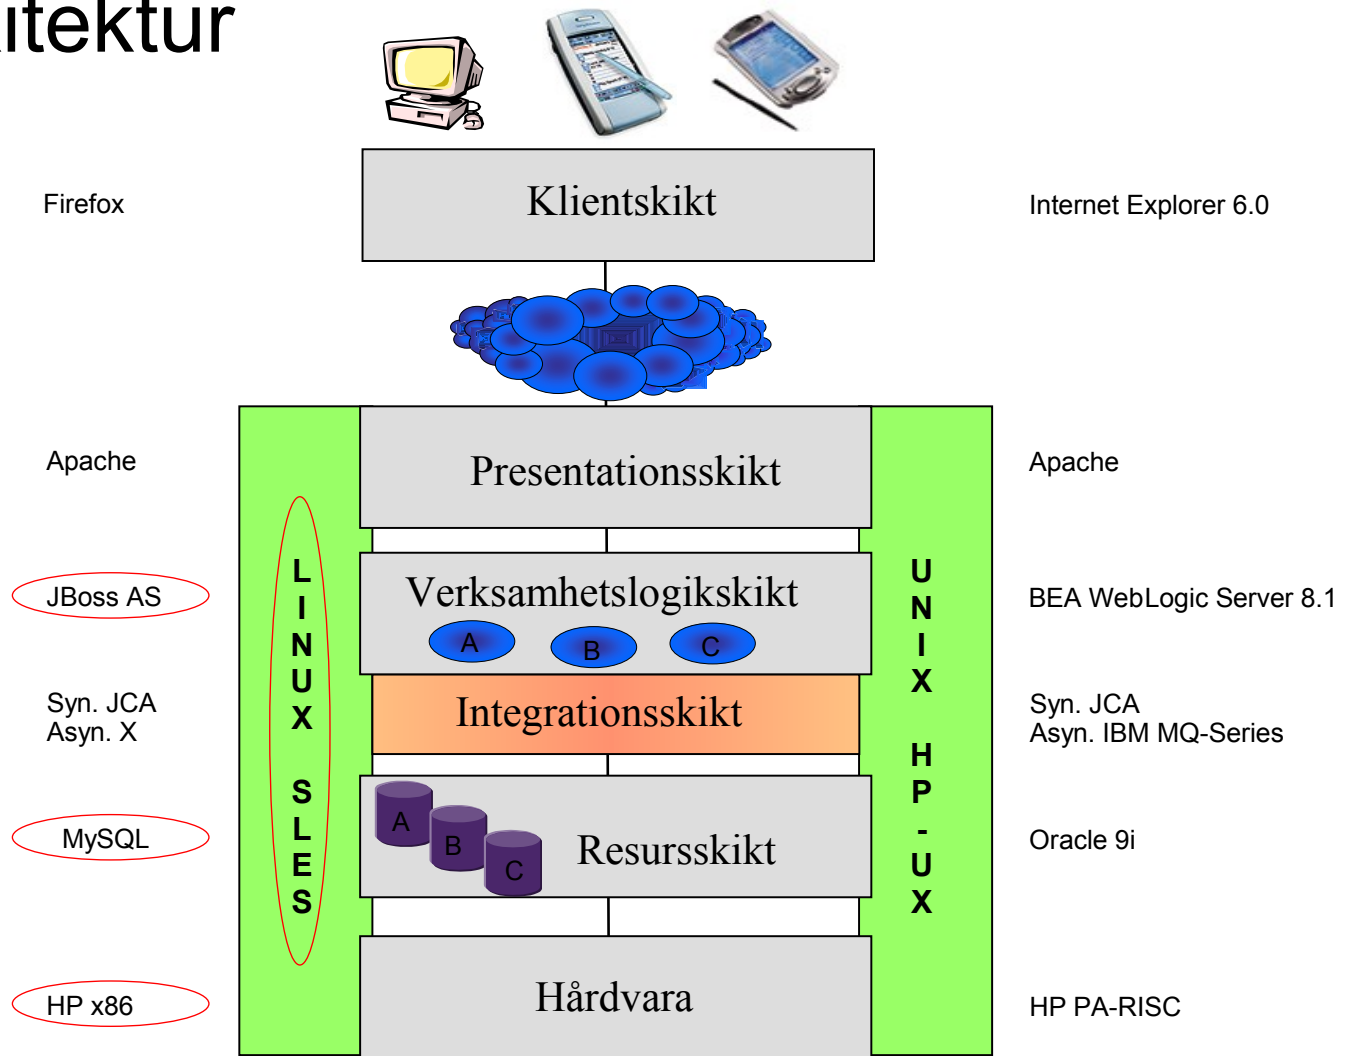 itektur
Firefox
Klientskikt
Internet Explorer 6.0
Apache
Presentationsskikt
Apache
JBoss AS
Verksamhetslogikskikt
BEA WebLogic Server 8.1
A B C
LINUX SLES
UNIX HP-UX
Syn. JCA
Asyn. X
Integrationsskikt
Syn. JCA
Asyn. IBM MQ-Series
MySQL
A
B
C
Resursskikt
Oracle 9i
HP x86
Hårdvara
HP PA-RISC